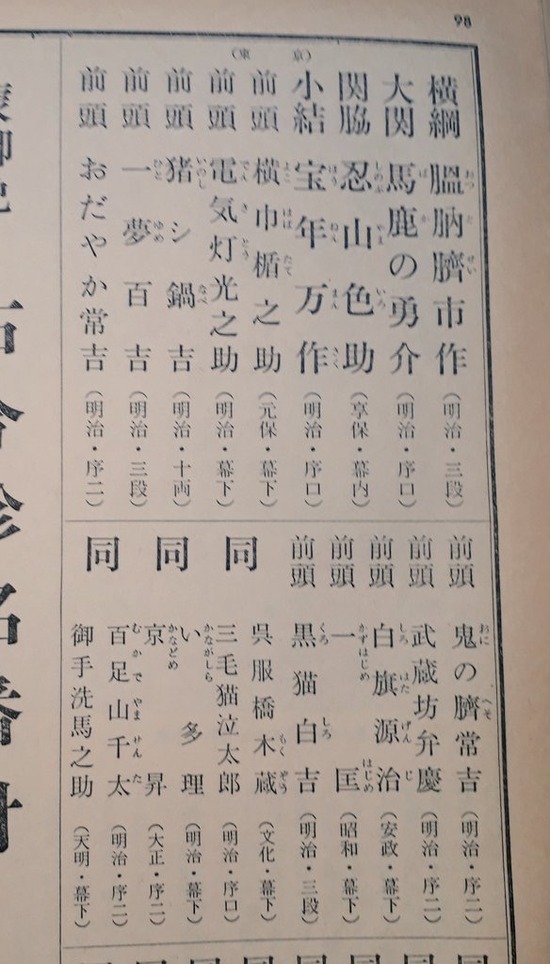 98
(東京)
横綱 膃肭臍市作 (明治・三段)
大関 馬鹿の勇介 (明治・序口)
関脇 忍山色助 (享保・幕内)
小結 宝年万作 (明治・序口)
前頭 横巾楯之助 (元保・幕下)
前頭 電気灯光之助 (明治・幕下)
前頭 猪シ鍋吉 (明治・十両)
前頭 一夢百吉 (明治・三段)
前頭 おだやか常吉 (明治・序二)
前頭 鬼の臍常吉 (明治・序二)
前頭 武蔵坊弁慶 (明治・序二)
前頭 白旗源治 (安政・幕下)
前頭 一 匡 (昭和・幕下)
前頭 黒猫白吉 (明治・三段)
同 呉服橋木蔵 (文化・幕下)
三毛猫泣太郎 (明治・序口)
同 い 多理 (明治・幕下)
京 昇 (大正・序二)
同 百足山千太 (明治・序二)
御手洗馬之助 (天明・幕下)